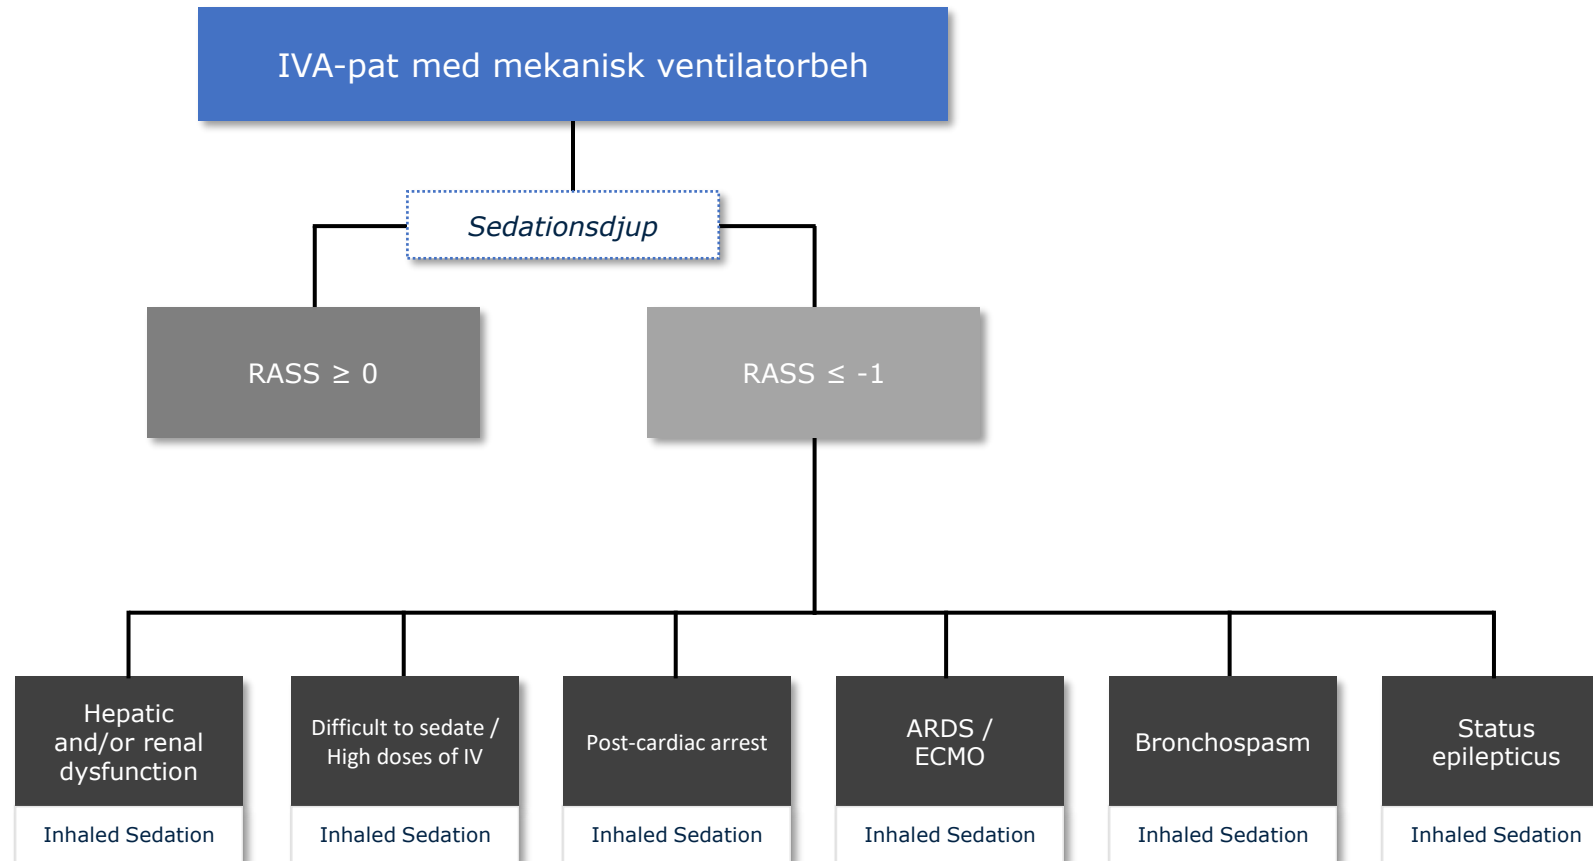 IVA-pat med mekanisk ventilatorbeh
Sedationsdjup
RASS ≥ 0
RASS ≤ -1
Hepatic
and/or renal
dysfunction
Inhaled Sedation
Difficult to sedate /
High doses of IV
Inhaled Sedation
Post-cardiac arrest
Inhaled Sedation
ARDS /
ECMO
Inhaled Sedation
Bronchospasm
Inhaled Sedation
Status
epilepticus
Inhaled Sedation